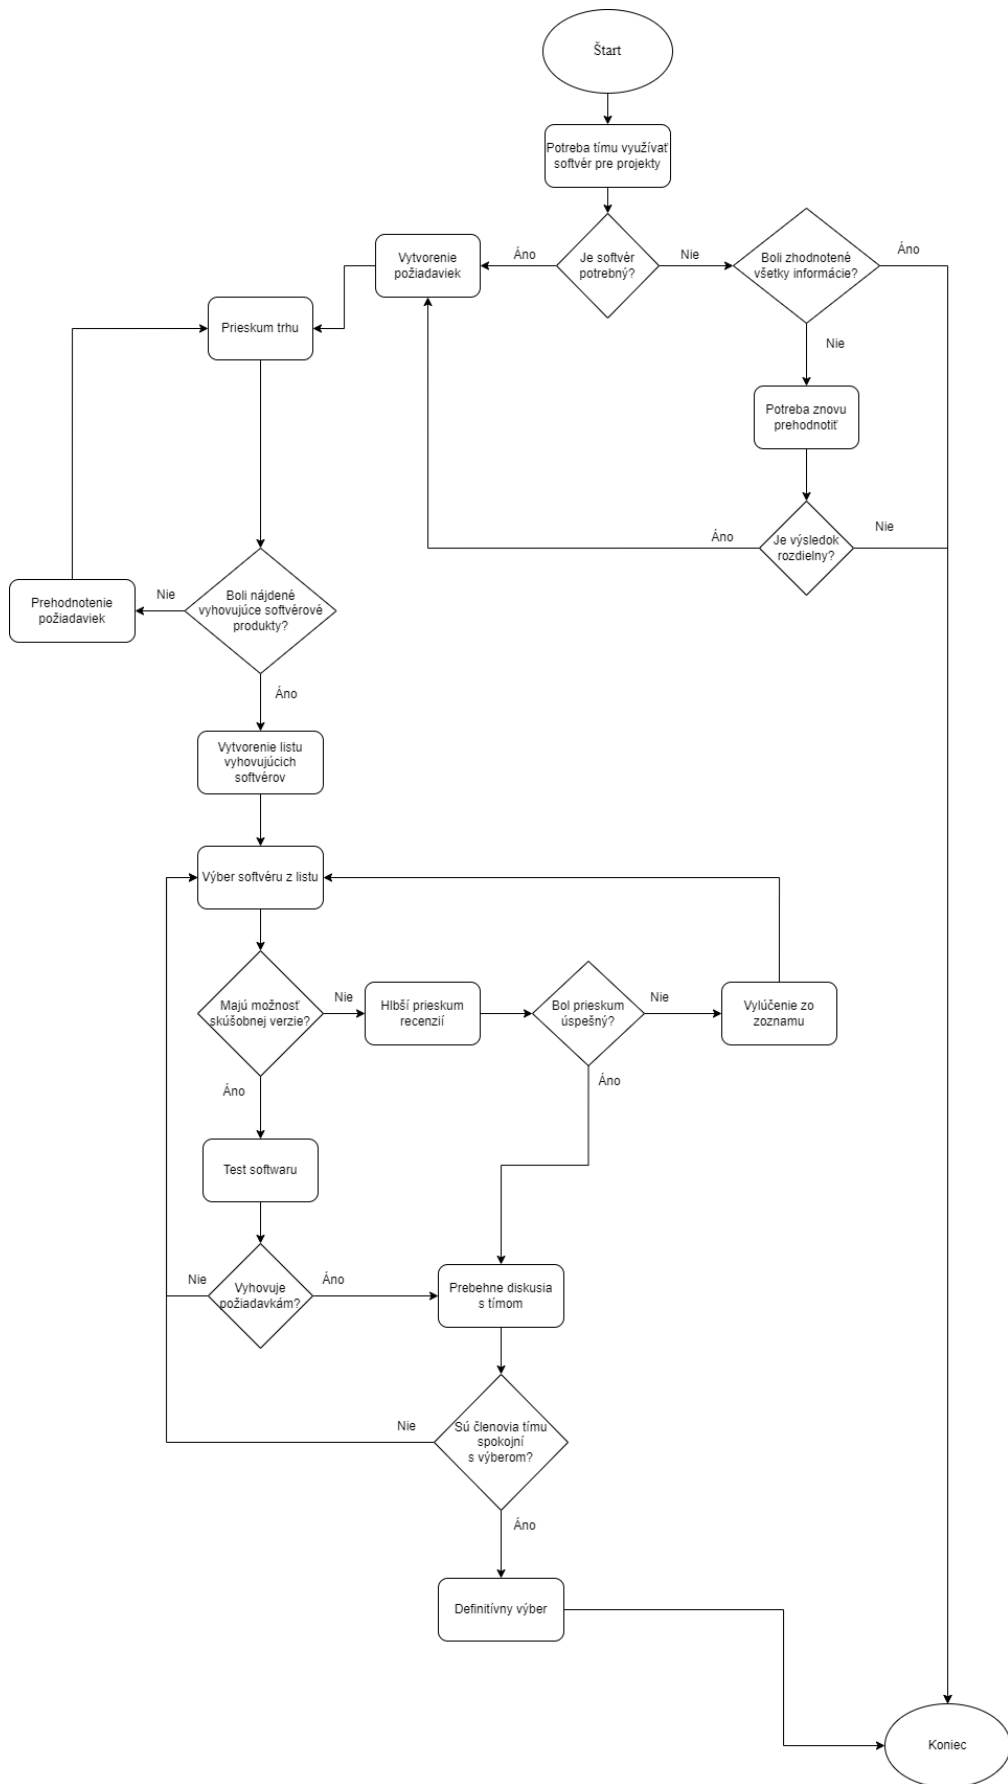 Štart
Potreba tímu využívať
softvér pre projekty
Je softvér
potrebný?
Áno
Nie
Vytvorenie
požiadaviek
Boli zhodnotené
všetky informácie?
Áno
Nie
Prieskum trhu
Potreba znovu
prehodnotiť
Je výsledok
rozdielny?
Áno
Nie
Boli nájdené
vyhovujúce softvérové
produkty?
Nie
Prehodnotenie
požiadaviek
Áno
Vytvorenie listu
vyhovujúcich
softvérov
Výber softvéru z listu
Majú možnosť
skúšobnej verzie?
Nie
Hlbší prieskum
recenzií
Bol prieskum
úspešný?
Nie
Vylúčenie zo
zoznamu
Áno
Áno
Test softwaru
Vyhovuje
požiadavkám?
Nie
Áno
Prebehne diskusia
s tímom
Sú členovia tímu
spokojní
s výberom?
Nie
Áno
Definitívny výber
Koniec